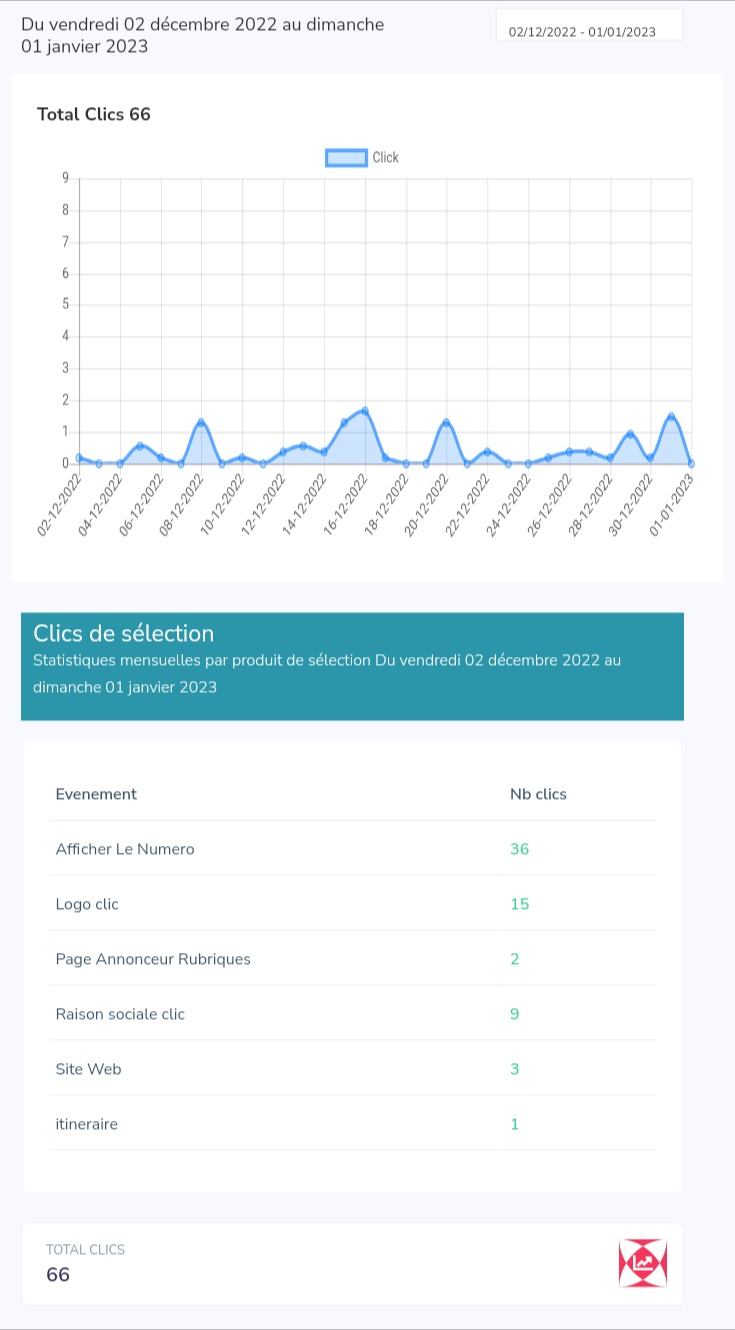 Du vendredi 02 décembre 2022 au dimanche
01 janvier 2023
02/12/2022 - 01/01/2023
Total Clics 66
Click
9
8
7
6
5
4
3
2
1
0
02-12-2022
04-12-2022
06-12-2022
08-12-2022
10-12-2022
12-12-2022
14-12-2022
16-12-2022
18-12-2022
20-12-2022
22-12-2022
24-12-2022
26-12-2022
28-12-2022
30-12-2022
01-01-2023
Clics de sélection
Statistiques mensuelles par produit de sélection Du vendredi 02 décembre 2022 au
dimanche 01 janvier 2023
Evenement Nb clics
Afficher Le Numero 36
Logo clic 15
Page Annonceur Rubriques 2
Raison sociale clic 9
Site Web 3
itineraire 1
TOTAL CLICS
66